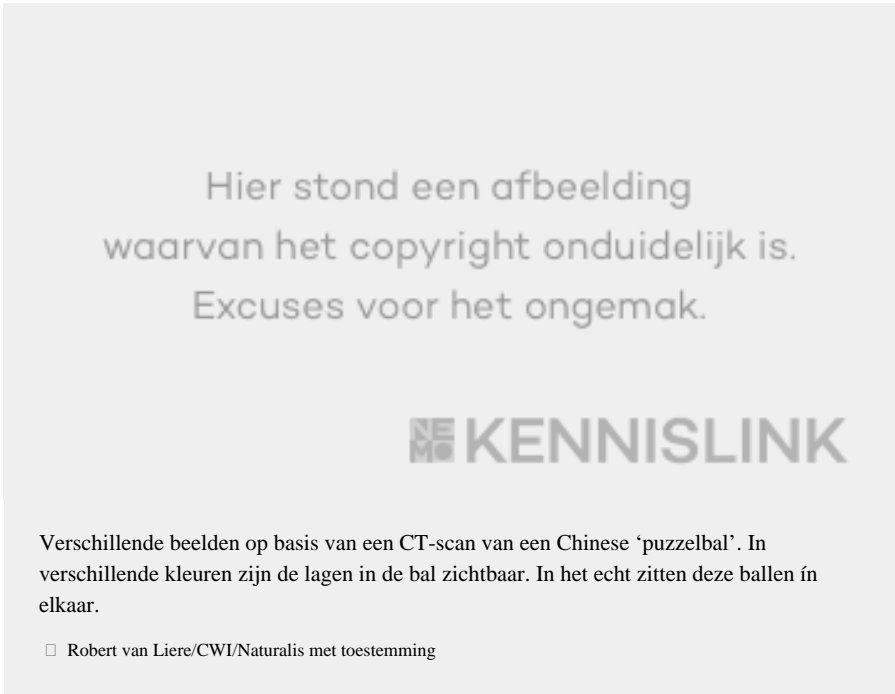 Hier stond een afbeelding
waarvan het copyright onduidelijk is.
Excuses voor het ongemak.
NEMO KENNISLINK
Verschillende beelden op basis van een CT-scan van een Chinese ‘puzzelbal’. In
verschillende kleuren zijn de lagen in de bal zichtbaar. In het echt zitten deze ballen ín
elkaar.
Robert van Liere/CWI/Naturalis met toestemming